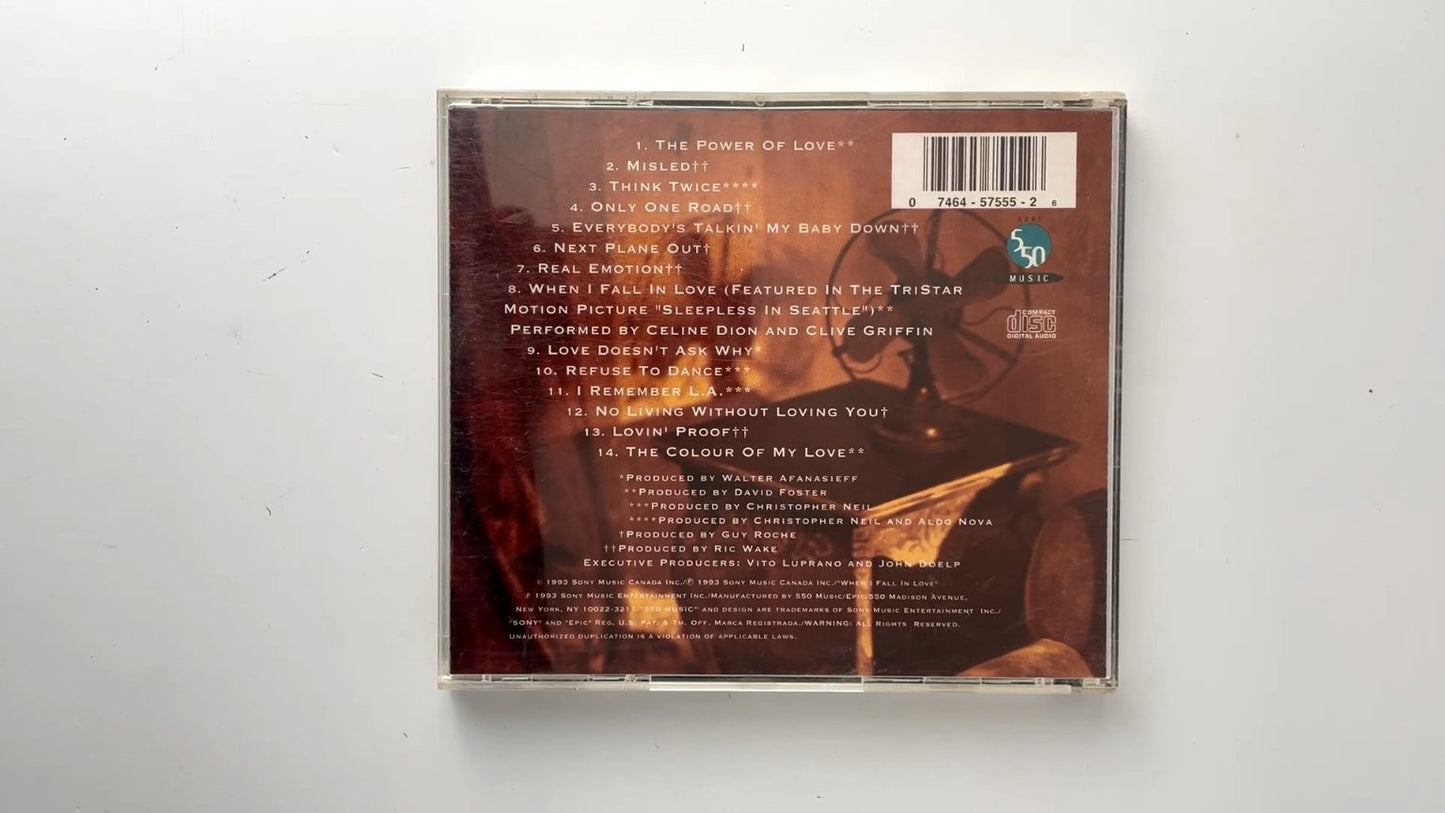 1. The Power Of Love**
2. Misled††
3. Think Twice****
4. Only One Road††
5. Everybody's Talkin' My Baby Down††
6. Next Plane Out†
7. Real Emotion††
8. When I Fall In Love (Featured In The TriStar
Motion Picture "Sleepless In Seattle")**
Performed by Celine Dion and Clive Griffin
9. Love Doesn't Ask Why*
10. Refuse To Dance***
11. I Remember L.A.***
12. No Living Without Loving You†
13. Lovin' Proof††
14. The Colour Of My Love**
*Produced by Walter Afanasieff
**Produced by David Foster
***Produced by Christopher Neil
****Produced by Christopher Neil and Aldo Nova
†Produced by Guy Roche
††Produced by Ric Wake
Executive Producers: Vito Luprano and John Doelp
© 1993 Sony Music Canada Inc./℗ 1993 Sony Music Canada Inc./"When I Fall In Love"
℗ 1993 Sony Music Entertainment Inc./Manufactured by 550 Music/Epic/550 Madison Avenue,
New York, NY 10022-3211/"550 Music" and design are trademarks of Sony Music Entertainment Inc./
"Sony" and "Epic" Reg. U.S. Pat. & Tm. Off. Marca Registrada./WARNING: All Rights Reserved.
Unauthorized duplication is a violation of applicable laws.
0 7464-57555-2 6
SONY
550
MUSIC
COMPACT
disc
DIGITAL AUDIO